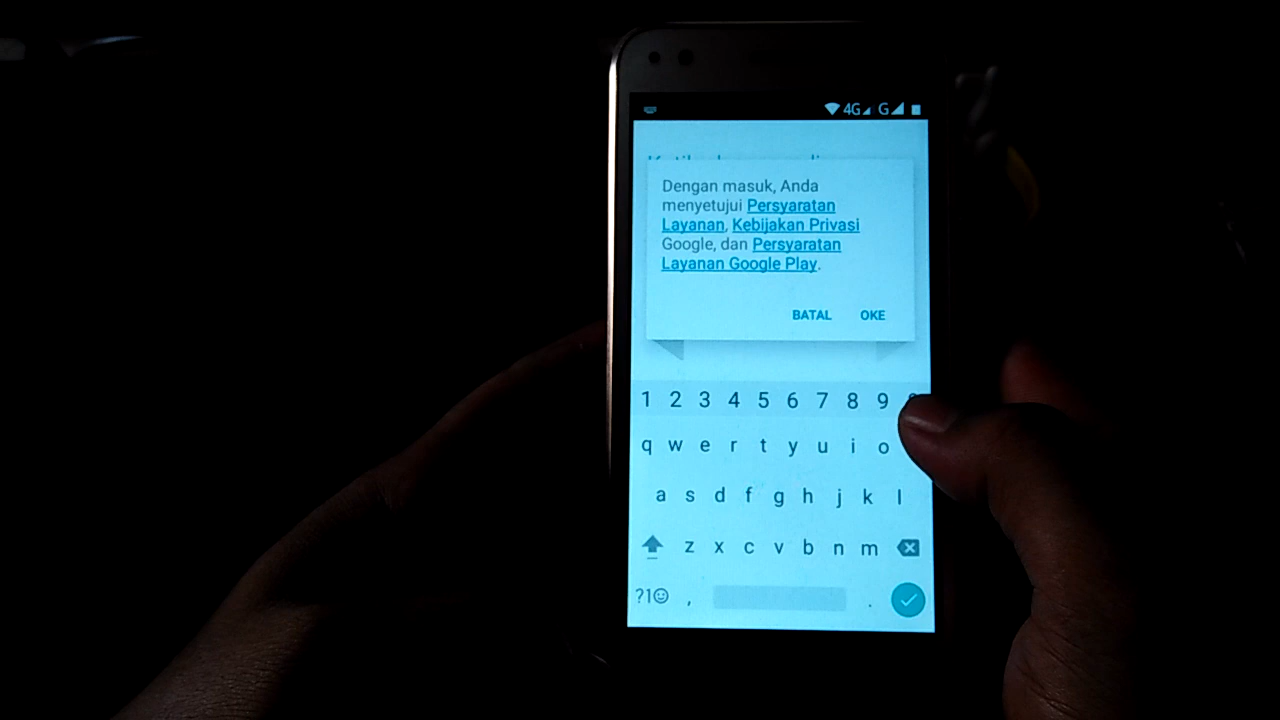 4G G
Dengan masuk, Anda
menyetujui Persyaratan
Layanan, Kebijakan Privasi
Google, dan Persyaratan
Layanan Google Play.
BATAL OKE
1 2 3 4 5 6 7 8 9
q w e r t y u i o
a s d f g h j k l
z x c v b n m
?1☺ , .